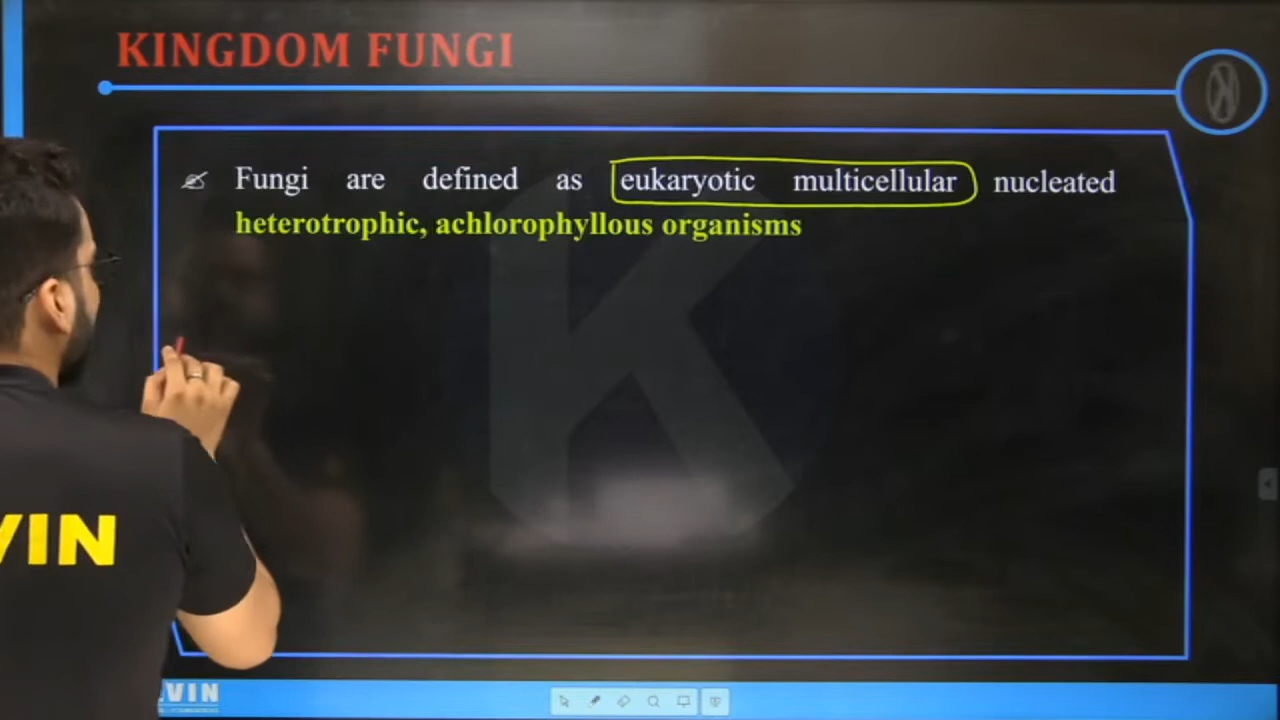 KINGDOM FUNGI
Fungi are defined as eukaryotic multicellular nucleated
heterotrophic, achlorophyllous organisms
VIN
VIN